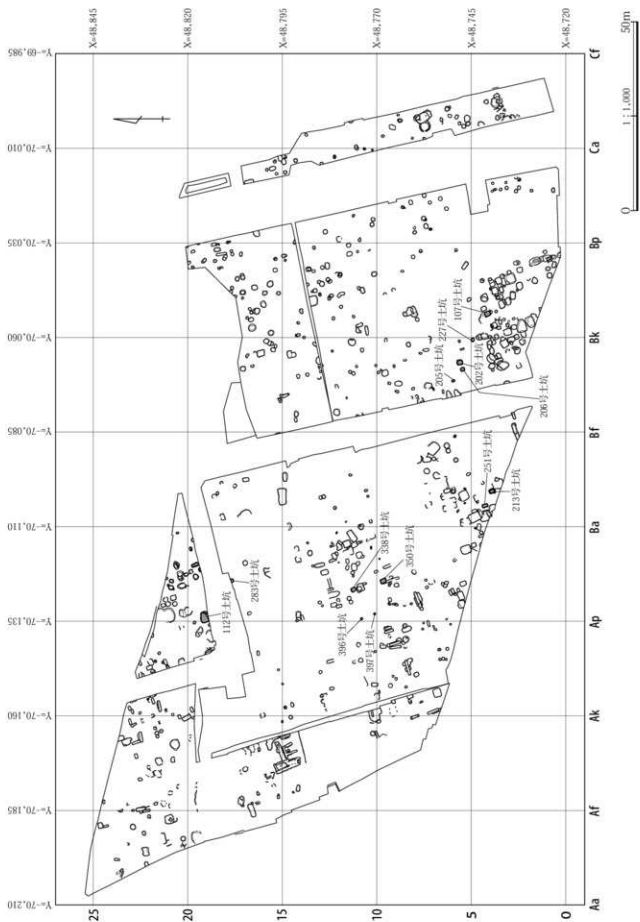 X=48,845
X=48,820
X=48,795
X=48,770
X=48,745
X=48,720
Y=-69,985
Y=-70,010
Y=-70,035
Y=-70,060
Y=-70,085
Y=-70,110
Y=-70,135
Y=-70,160
Y=-70,185
Y=-70,210
Cf
Ca
Bp
Bk
Bf
Ba
Ap
Ak
Af
Aa
25
20
15
10
5
0
107号土坑
227号土坑
202号土坑
205号土坑
206号土坑
251号土坑
213号土坑
338号土坑
350号土坑
283号土坑
112号土坑
396号土坑
397号土坑
0
1:1,000
50m